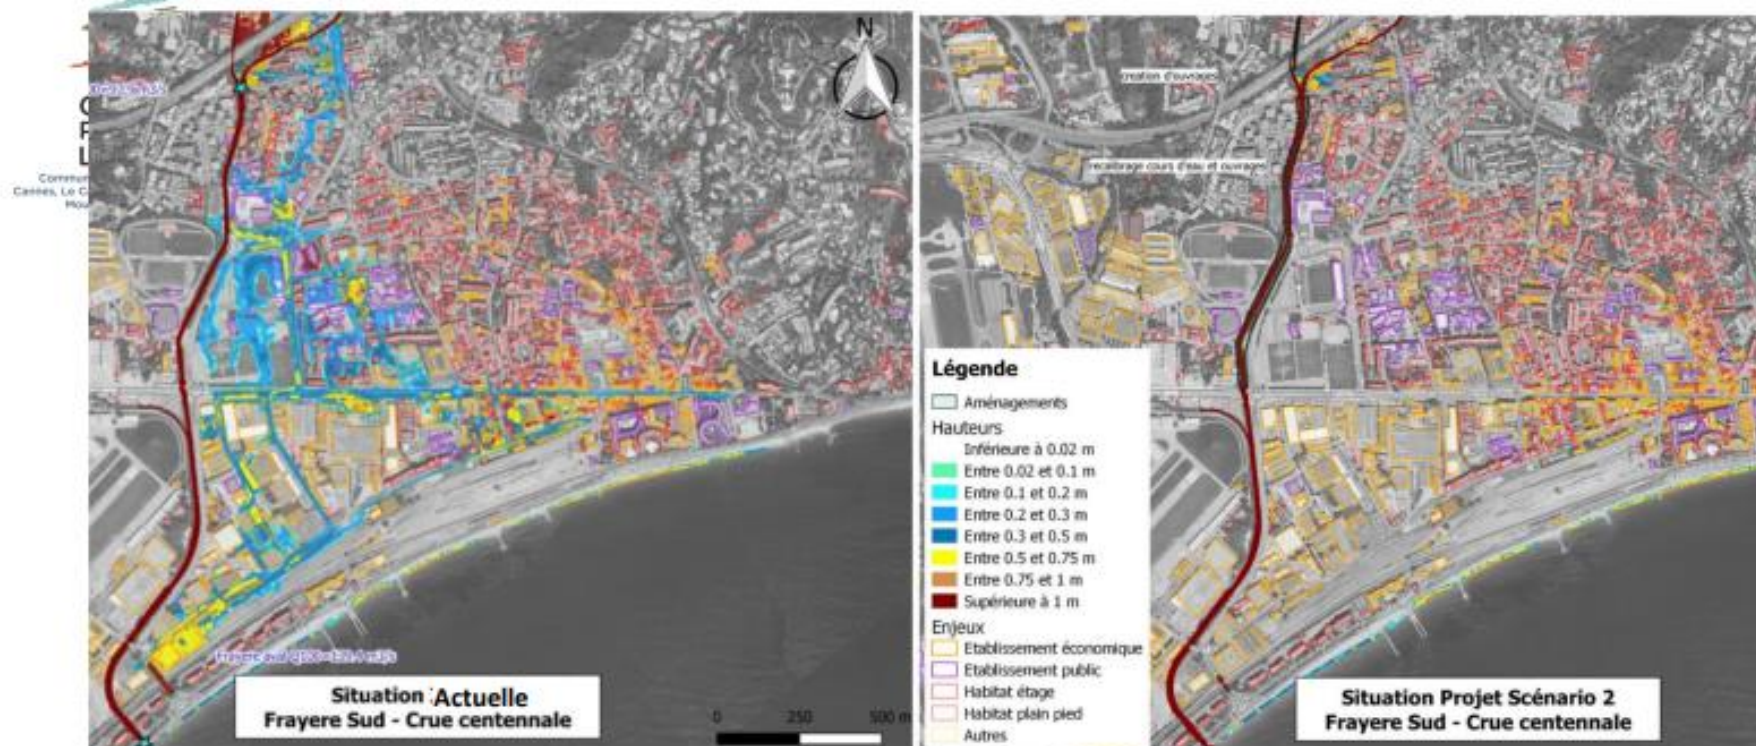 N
Commun
Cannes, Le C
Mou
Situation Actuelle
Frayere Sud - Crue centennale
0 250 500 m
création d'ouvrages
recalibrage cours d'eau et ouvrages
Légende
Aménagements
Hauteurs
Inférieure à 0.02 m
Entre 0.02 et 0.1 m
Entre 0.1 et 0.2 m
Entre 0.2 et 0.3 m
Entre 0.3 et 0.5 m
Entre 0.5 et 0.75 m
Entre 0.75 et 1 m
Supérieure à 1 m
Enjeux
Etablissement économique
Etablissement public
Habitat étage
Habitat plain pied
Autres
Situation Projet Scénario 2
Frayere Sud - Crue centennale